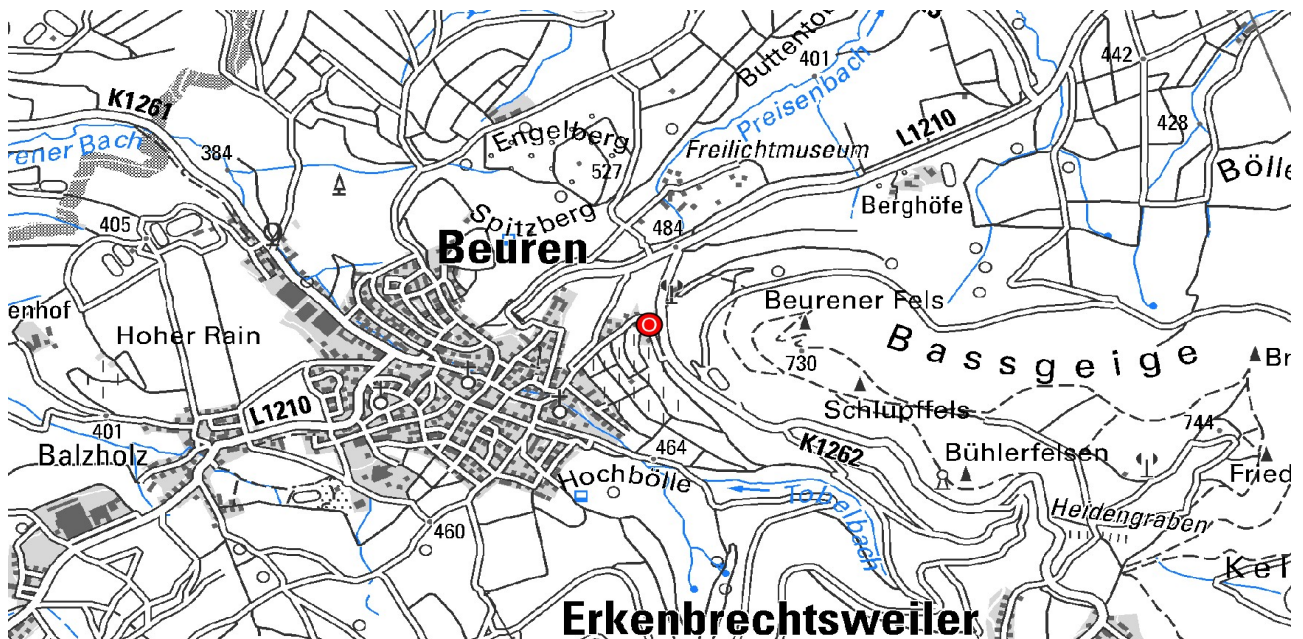 442
401
Buttento
K1261
Preisenbach
L1210
428
Engelberg
Freilichtmuseum
ener Bach
384
527
Bölle
Berghöfe
Spitzberg
405
484
Beuren
Beurener Fels
enhof
Hoher Rain
Bassgeige
730
Br
Schlupffels
L1210
401
744
464
K1262
Balzholz
Bühlerfelsen
Fried
Hochbölle
Tobelbach
Heidengraben
460
Kel
Erkenbrechtsweiler